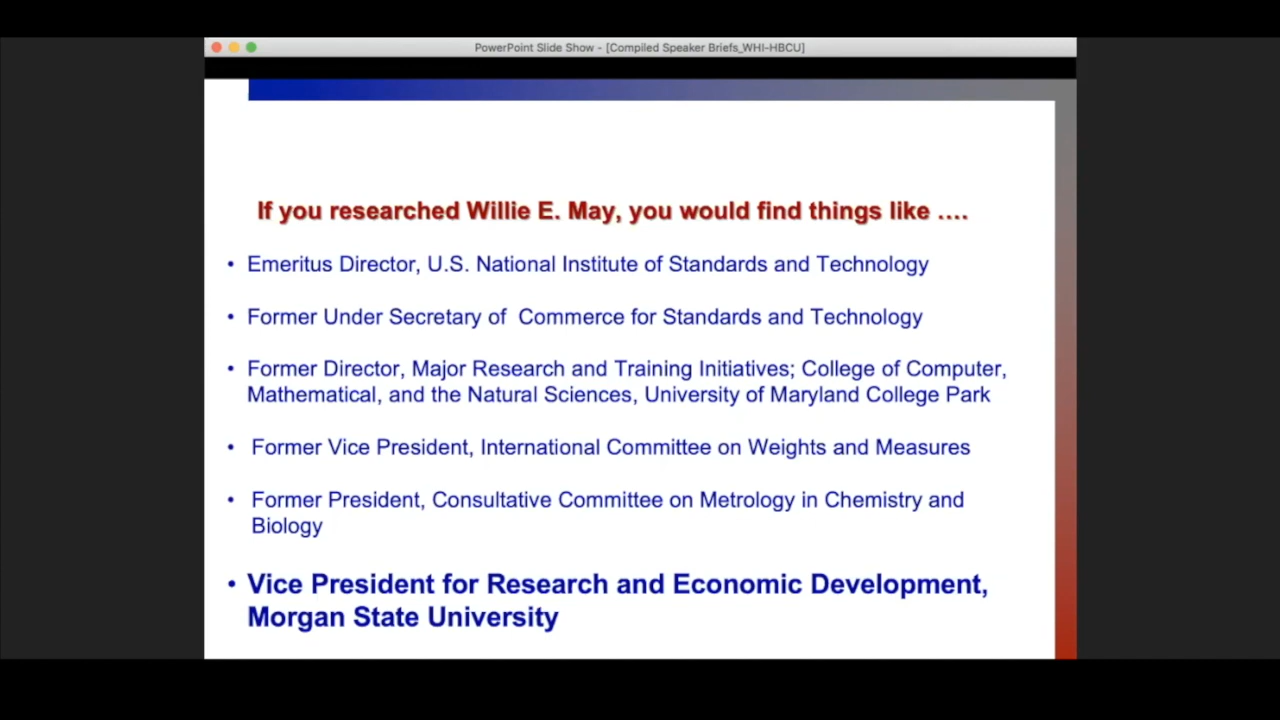 PowerPoint Slide Show - [Compiled Speaker Briefs_WHI-HBCU]
If you researched Willie E. May, you would find things like ....
• Emeritus Director, U.S. National Institute of Standards and Technology
• Former Under Secretary of Commerce for Standards and Technology
• Former Director, Major Research and Training Initiatives; College of Computer,
Mathematical, and the Natural Sciences, University of Maryland College Park
• Former Vice President, International Committee on Weights and Measures
• Former President, Consultative Committee on Metrology in Chemistry and
Biology
• Vice President for Research and Economic Development,
Morgan State University